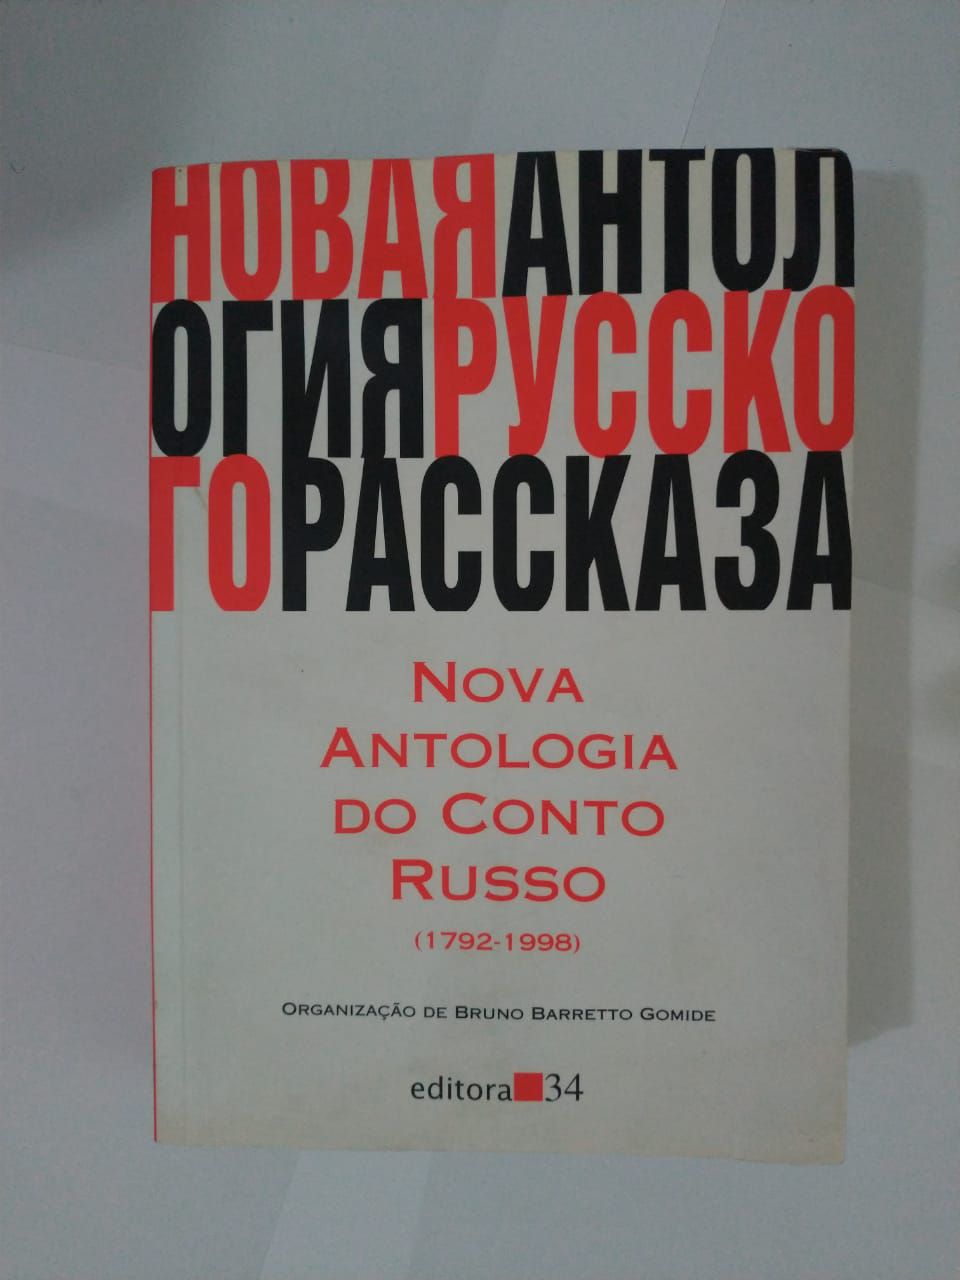 НОВАЯАНТОЛ
ОГИЯРУССКО
ГОРАССКАЗА
NOVA
ANTOLOGIA
DO CONTO
RUSSO
(1792-1998)
ORGANIZAÇÃO DE BRUNO BARRETTO GOMIDE
editora 34